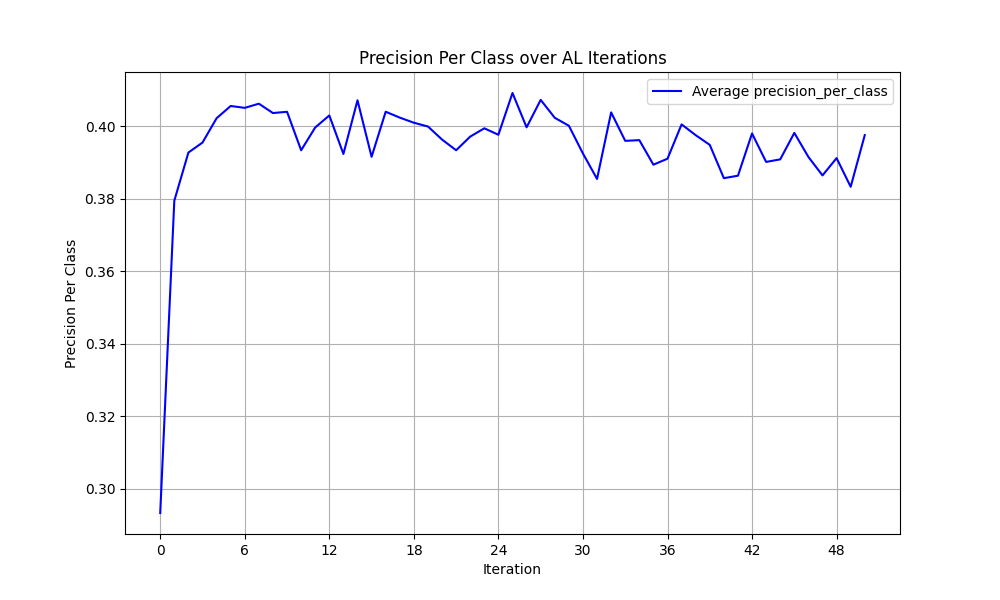 Precision Per Class over AL Iterations
Average precision_per_class
Precision Per Class
0.40
0.38
0.36
0.34
0.32
0.30
0 6 12 18 24 30 36 42 48
Iteration